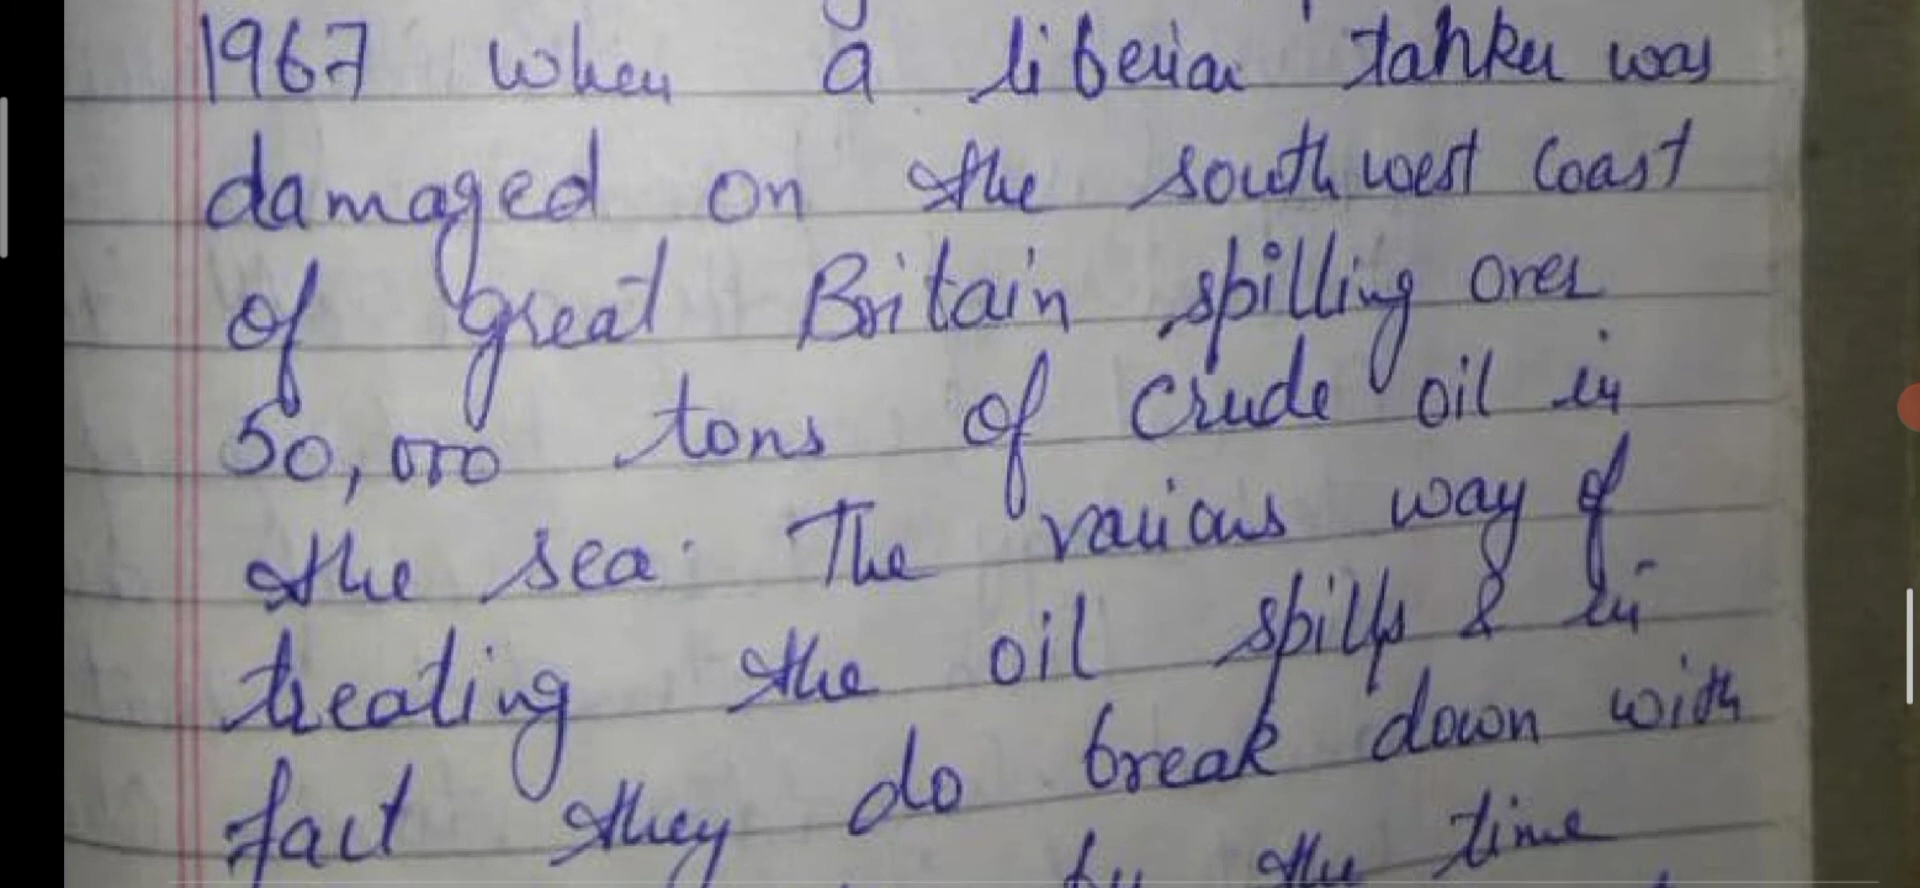 1967 when a liberian tanker was
damaged on the south west coast
of great Britain spilling over
50,000 tons of crude oil in
the sea. The various way of
treating the oil spills & in
fact they do break down with
by the time